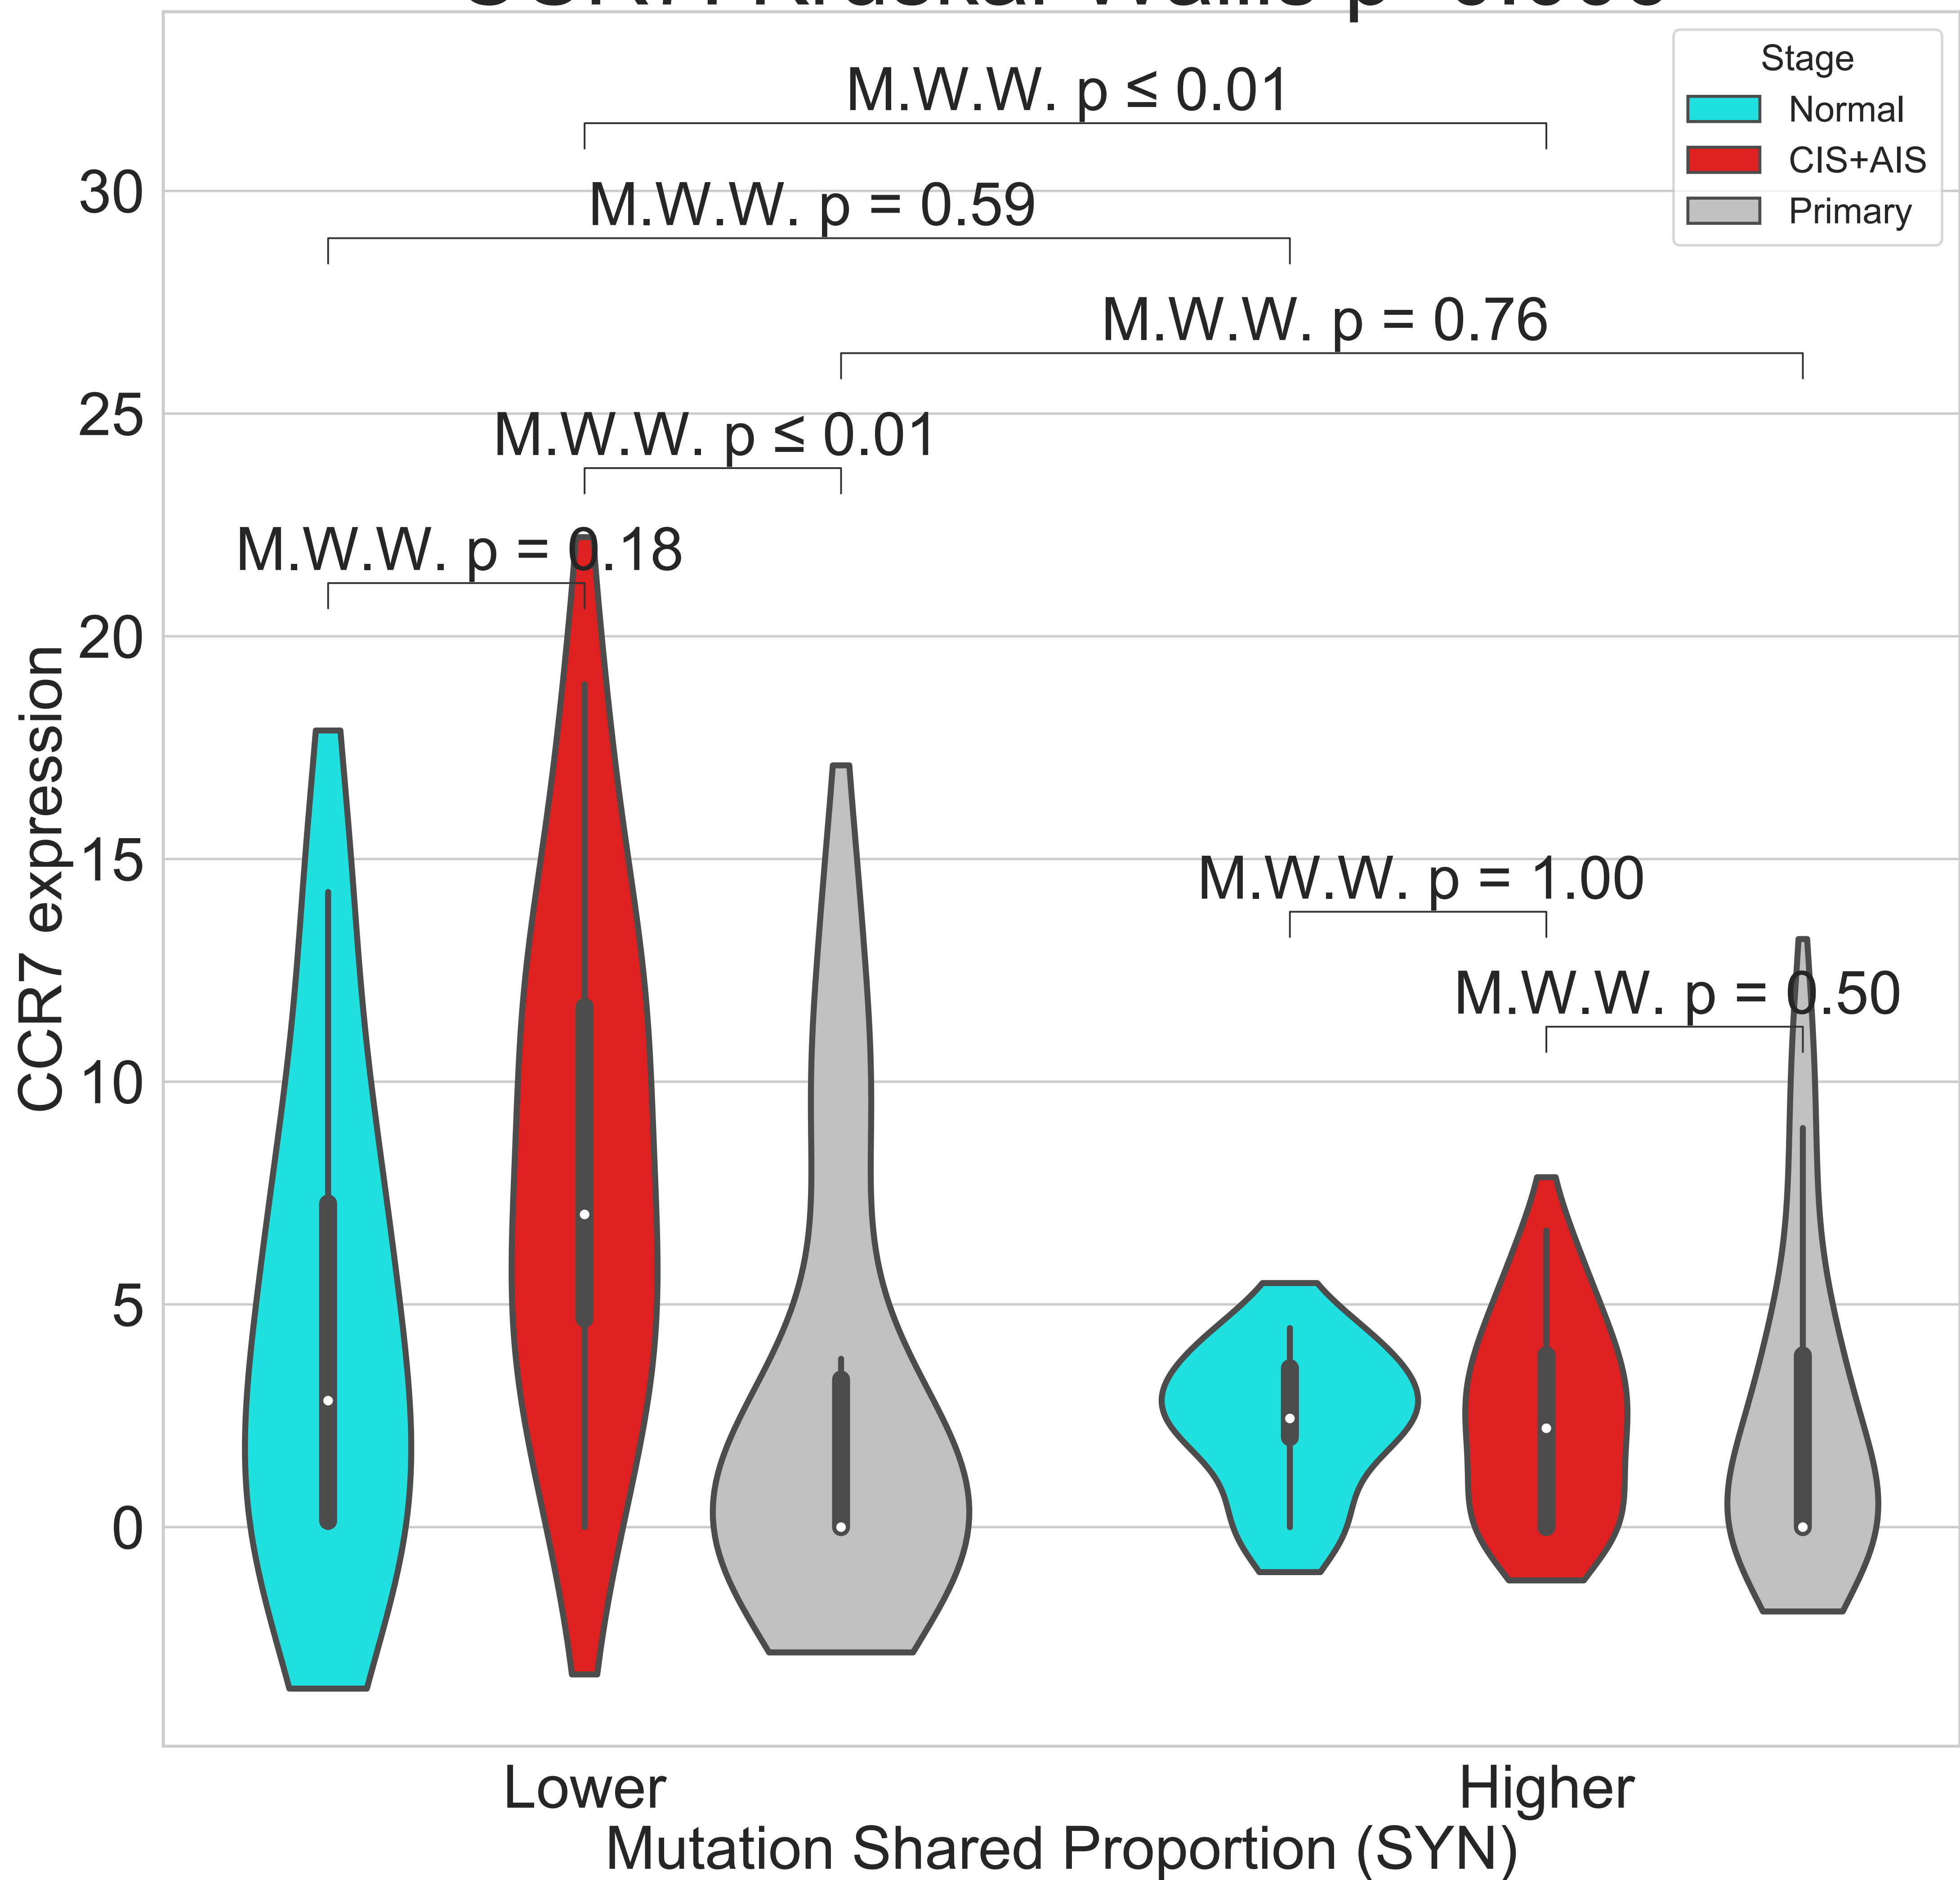 Stage
Normal
CIS+AIS
Primary
M.W.W. p ≤ 0.01
M.W.W. p = 0.59
M.W.W. p = 0.76
M.W.W. p ≤ 0.01
M.W.W. p = 0.18
M.W.W. p = 1.00
M.W.W. p = 0.50
30
25
20
15
10
5
0
CCR7 expression
Lower
Higher
Mutation Shared Proportion (SYN)